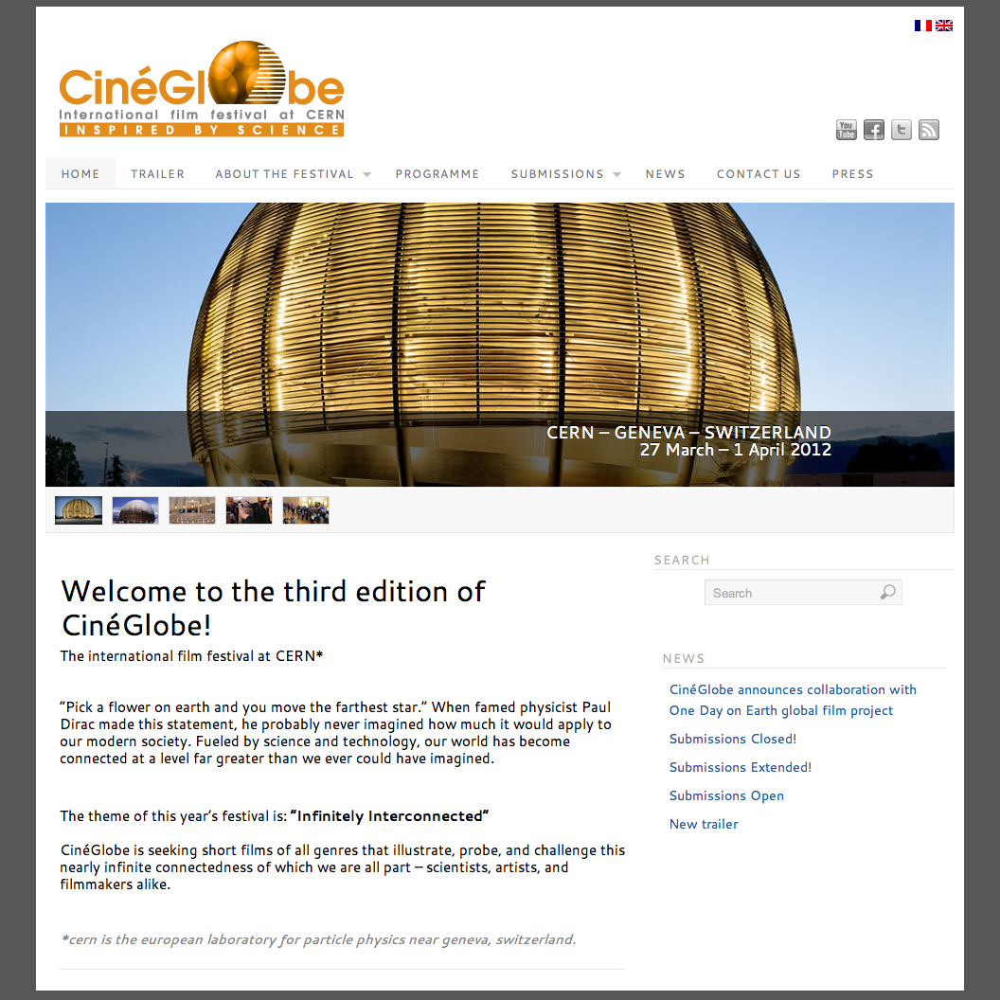 CinéGlobe
International film festival at CERN
INSPIRED BY SCIENCE
You
Tube
HOME TRAILER ABOUT THE FESTIVAL PROGRAMME SUBMISSIONS NEWS CONTACT US PRESS
CERN – GENEVA – SWITZERLAND
27 March – 1 April 2012
Welcome to the third edition of
CinéGlobe!
The international film festival at CERN*
“Pick a flower on earth and you move the farthest star.” When famed physicist Paul
Dirac made this statement, he probably never imagined how much it would apply to
our modern society. Fueled by science and technology, our world has become
connected at a level far greater than we ever could have imagined.
The theme of this year’s festival is: “Infinitely Interconnected“
CinéGlobe is seeking short films of all genres that illustrate, probe, and challenge this
nearly infinite connectedness of which we are all part – scientists, artists, and
filmmakers alike.
*cern is the european laboratory for particle physics near geneva, switzerland.
SEARCH
Search
NEWS
CinéGlobe announces collaboration with
One Day on Earth global film project
Submissions Closed!
Submissions Extended!
Submissions Open
New trailer